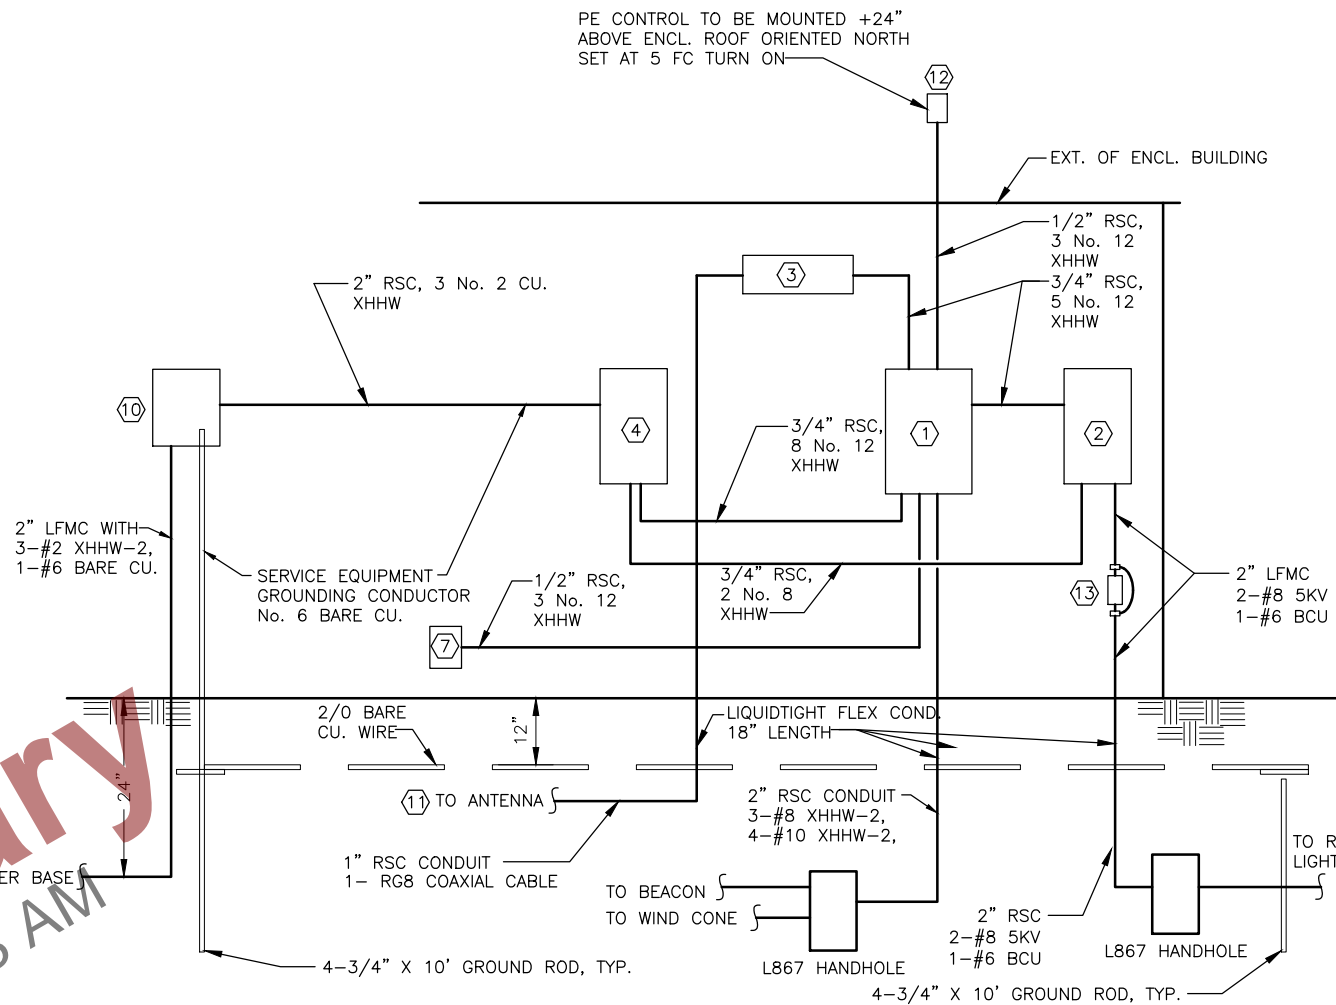 PE CONTROL TO BE MOUNTED +24"
ABOVE ENCL. ROOF ORIENTED NORTH
SET AT 5 FC TURN ON
12
EXT. OF ENCL. BUILDING
1/2" RSC,
3 No. 12
XHHW
3/4" RSC,
5 No. 12
XHHW
3
2" RSC, 3 No. 2 CU.
XHHW
10
4
1
2
3/4" RSC,
8 No. 12
XHHW
2" LFMC WITH
3-#2 XHHW-2,
1-#6 BARE CU.
SERVICE EQUIPMENT
GROUNDING CONDUCTOR
No. 6 BARE CU.
1/2" RSC,
3 No. 12
XHHW
3/4" RSC,
2 No. 8
XHHW
13
2" LFMC
2-#8 5KV
1-#6 BCU
7
2/0 BARE
CU. WIRE
12"
LIQUIDTIGHT FLEX COND.
18" LENGTH
24"
11 TO ANTENNA
2" RSC CONDUIT
3-#8 XHHW-2,
4-#10 XHHW-2,
1" RSC CONDUIT
1- RG8 COAXIAL CABLE
ER BASE
TO BEACON
TO WIND CONE
L867 HANDHOLE
2" RSC
2-#8 5KV
1-#6 BCU
L867 HANDHOLE
TO R
LIGHT
4-3/4" X 10' GROUND ROD, TYP.
4-3/4" X 10' GROUND ROD, TYP.
ary
AM